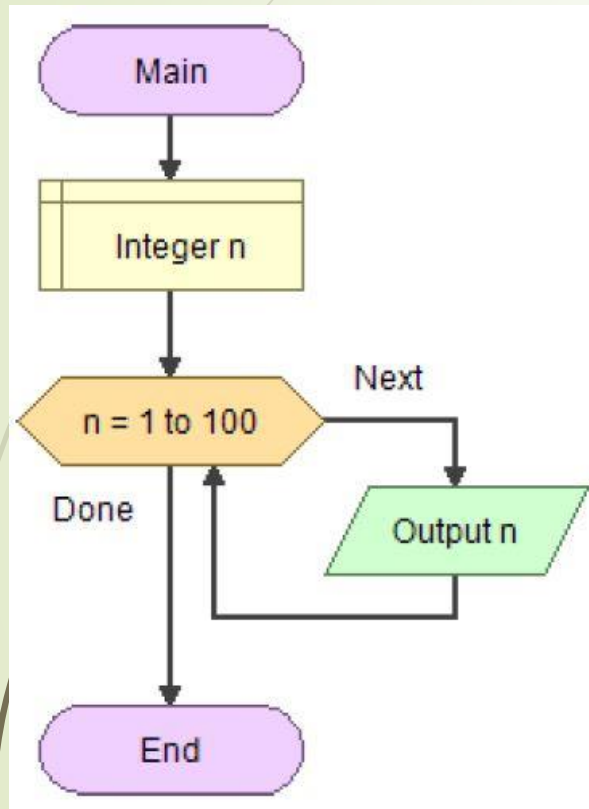 Main
Integer n
n = 1 to 100
Next
Done
Output n
End